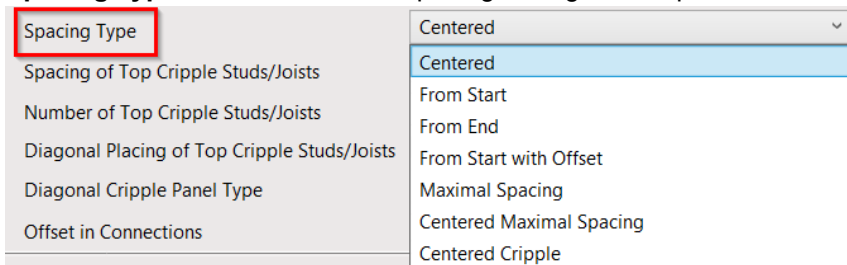 Spacing Type
Centered
Spacing of Top Cripple Studs/Joists
Number of Top Cripple Studs/Joists
Diagonal Placing of Top Cripple Studs/Joists
Diagonal Cripple Panel Type
Offset in Connections
Centered
From Start
From End
From Start with Offset
Maximal Spacing
Centered Maximal Spacing
Centered Cripple